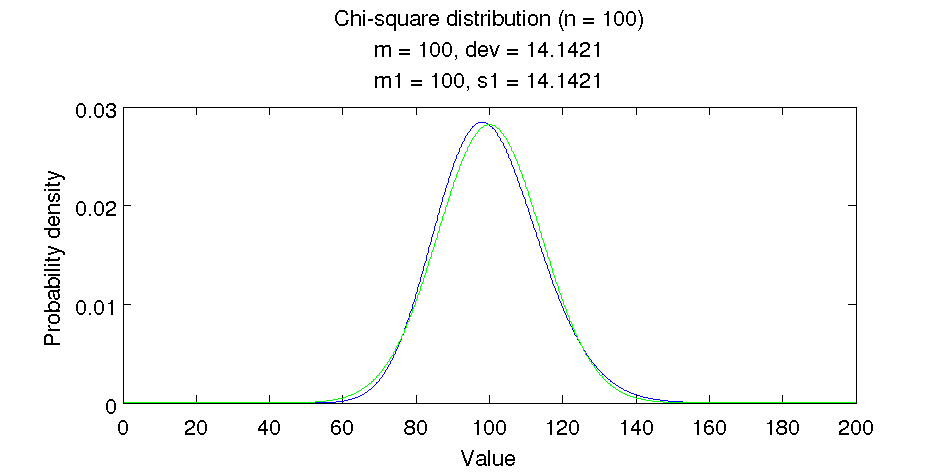 Chi-square distribution (n = 100)
m = 100, dev = 14.1421
m1 = 100, s1 = 14.1421
0.03
0.02
0.01
0
Probability density
0 20 40 60 80 100 120 140 160 180 200
Value